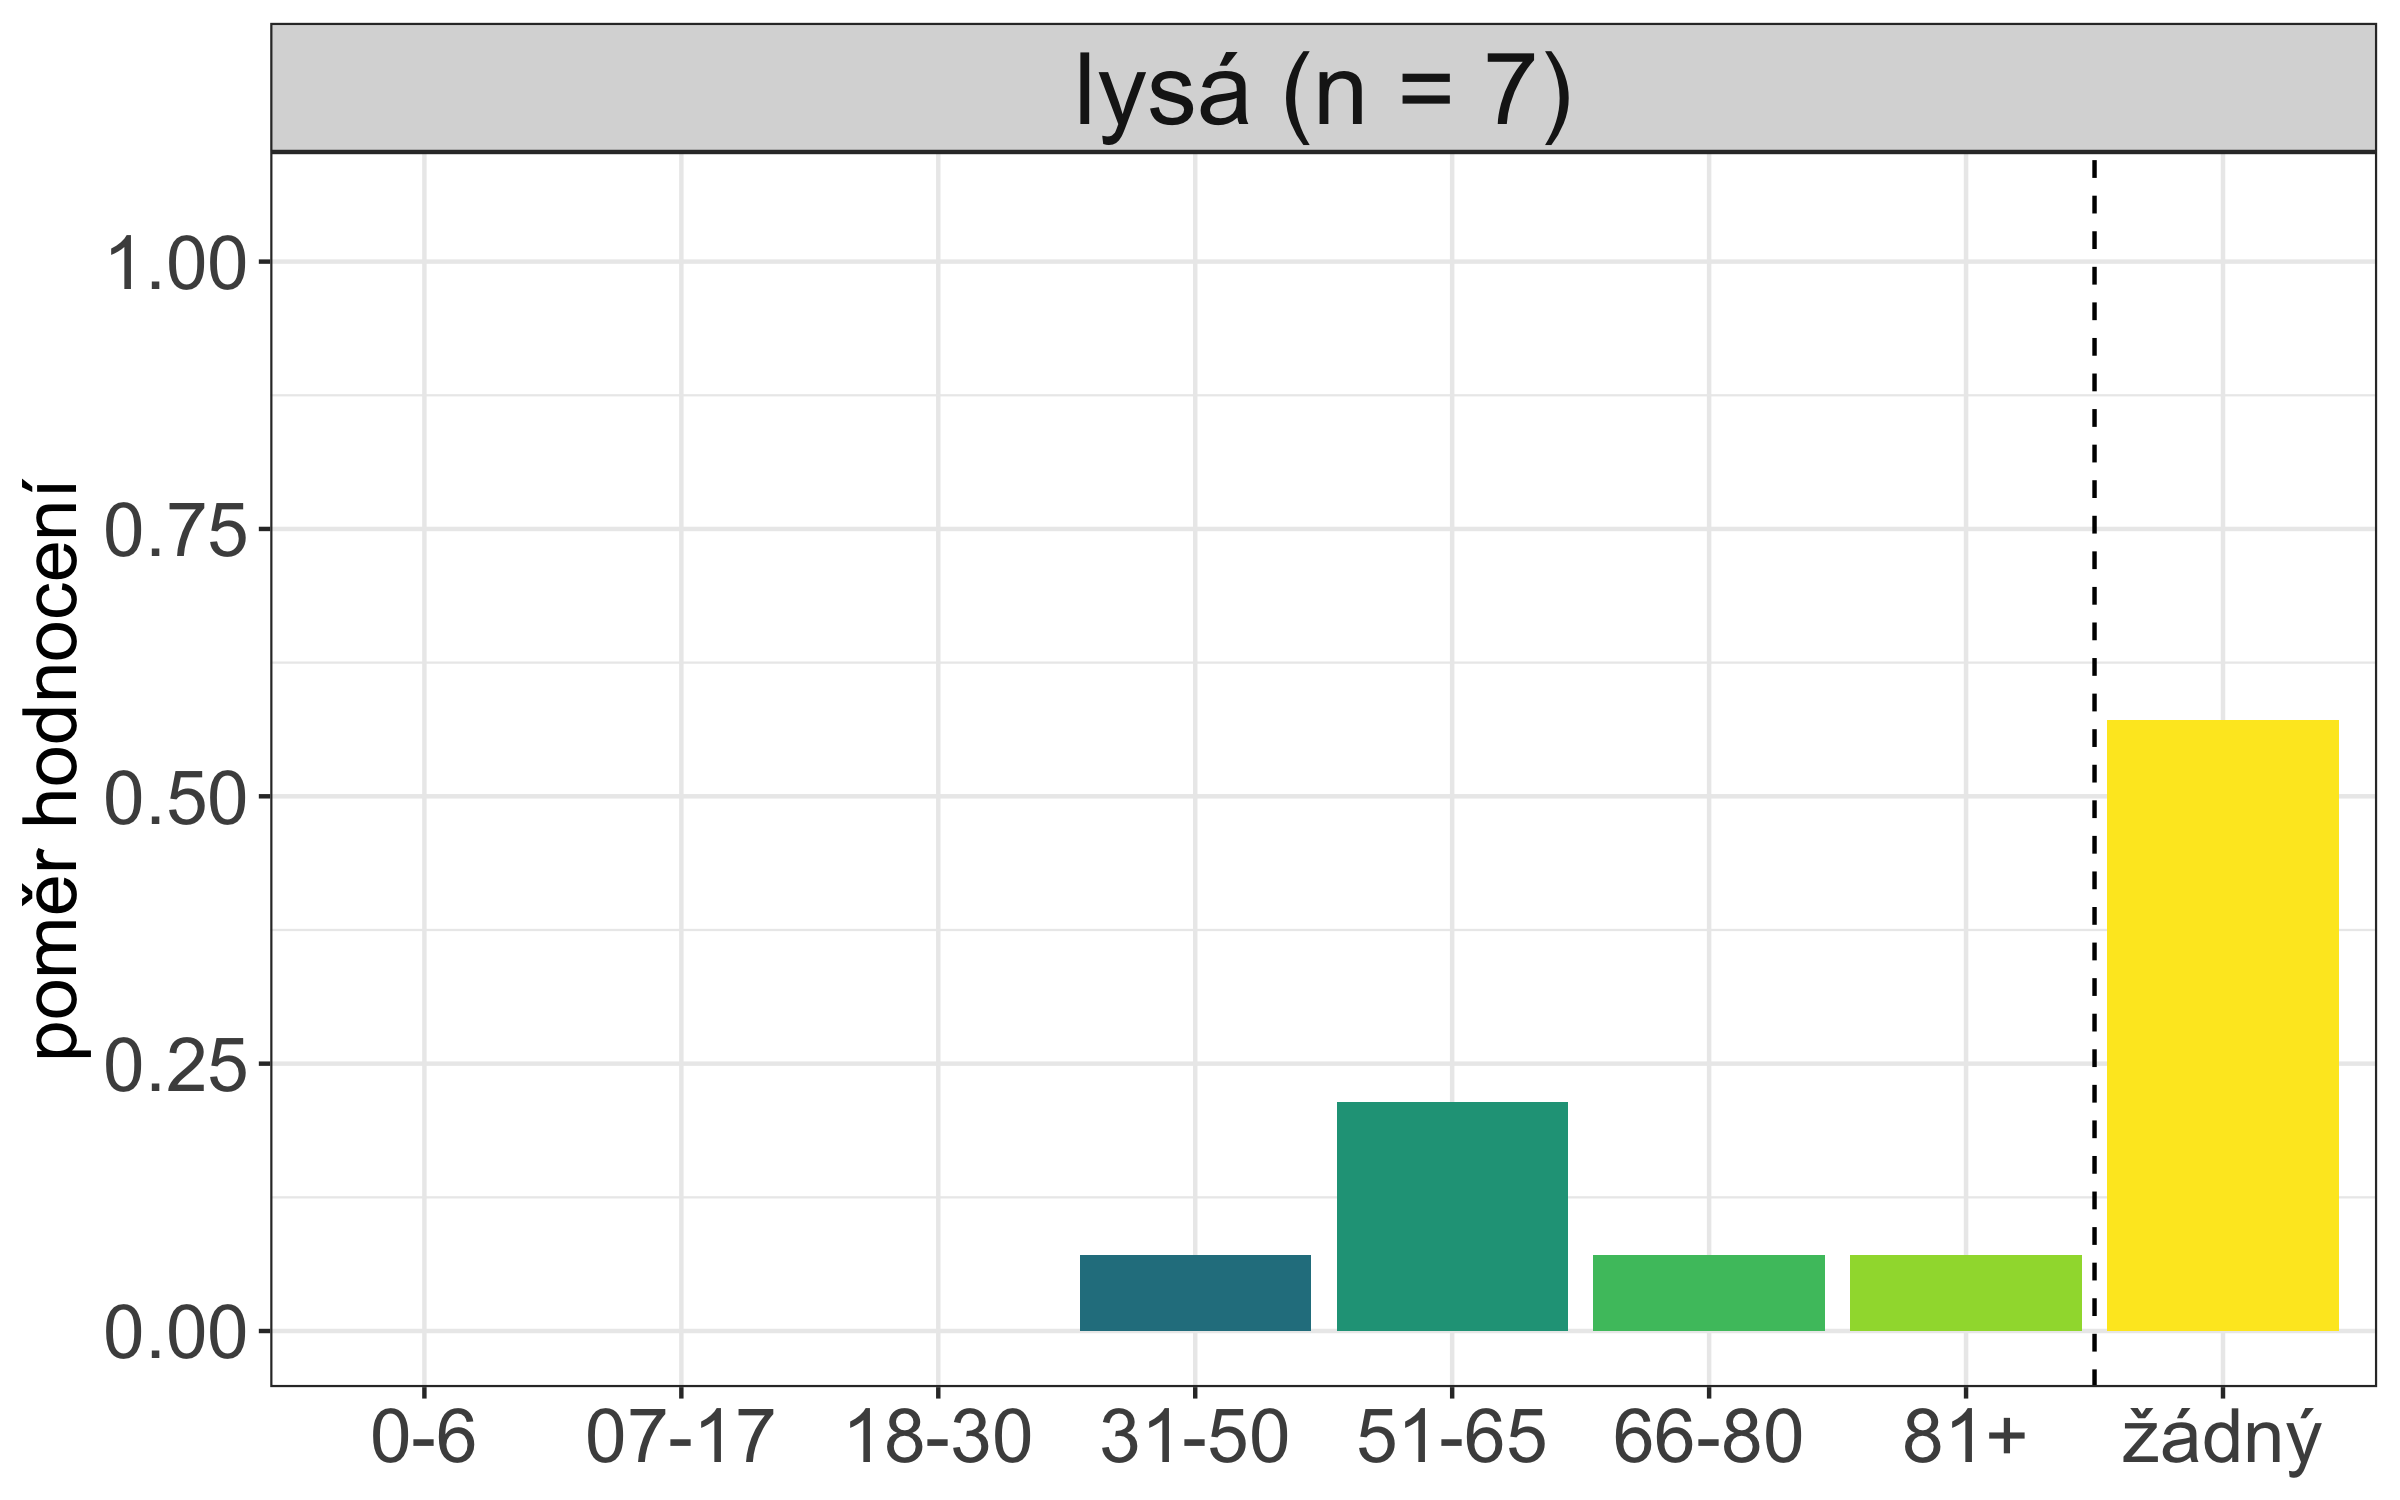 lysá (n = 7)
poměr hodnocení
1.00
0.75
0.50
0.25
0.00
0-6 07-17 18-30 31-50 51-65 66-80 81+ žádný